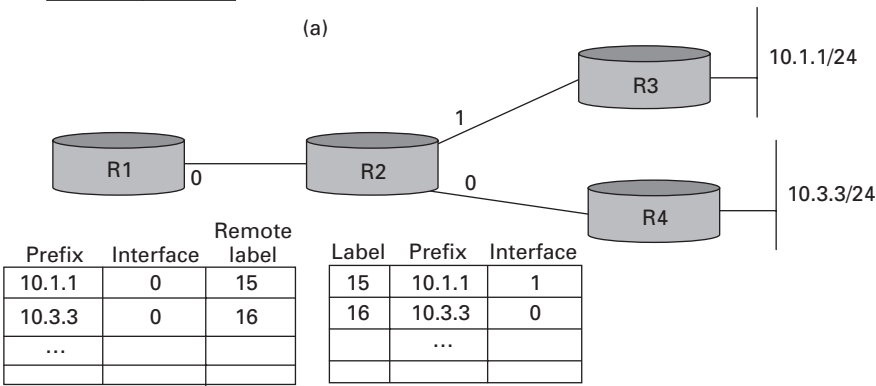 (a)
10.1.1/24
R3
1
R1
0
R2
0
10.3.3/24
R4
Prefix Interface Remote label
10.1.1 0 15
10.3.3 0 16
...
Label Prefix Interface
15 10.1.1 1
16 10.3.3 0
...